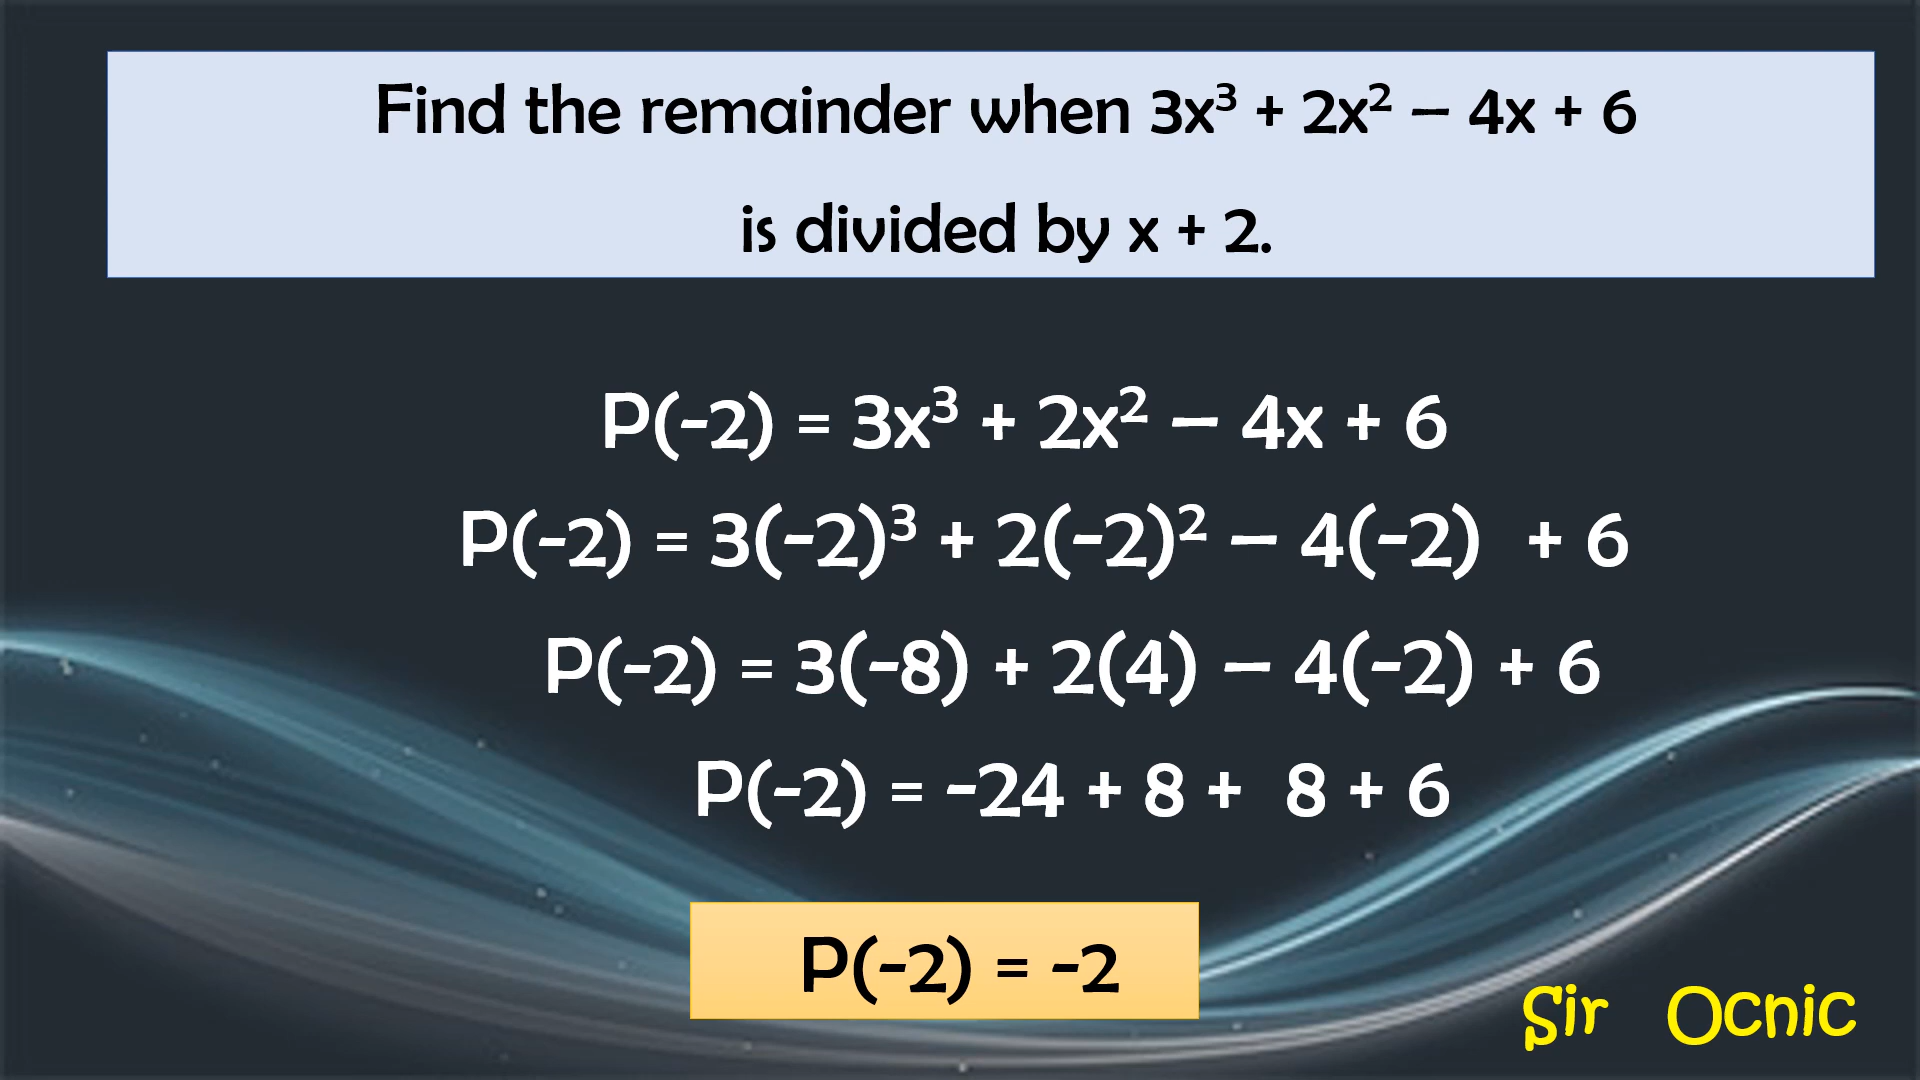 Find the remainder when 3x³ + 2x² – 4x + 6
is divided by x + 2.
P(-2) = 3x³ + 2x² – 4x + 6
P(-2) = 3(-2)³ + 2(-2)² – 4(-2) + 6
P(-2) = 3(-8) + 2(4) – 4(-2) + 6
P(-2) = -24 + 8 + 8 + 6
P(-2) = -2
Sir Ocnic